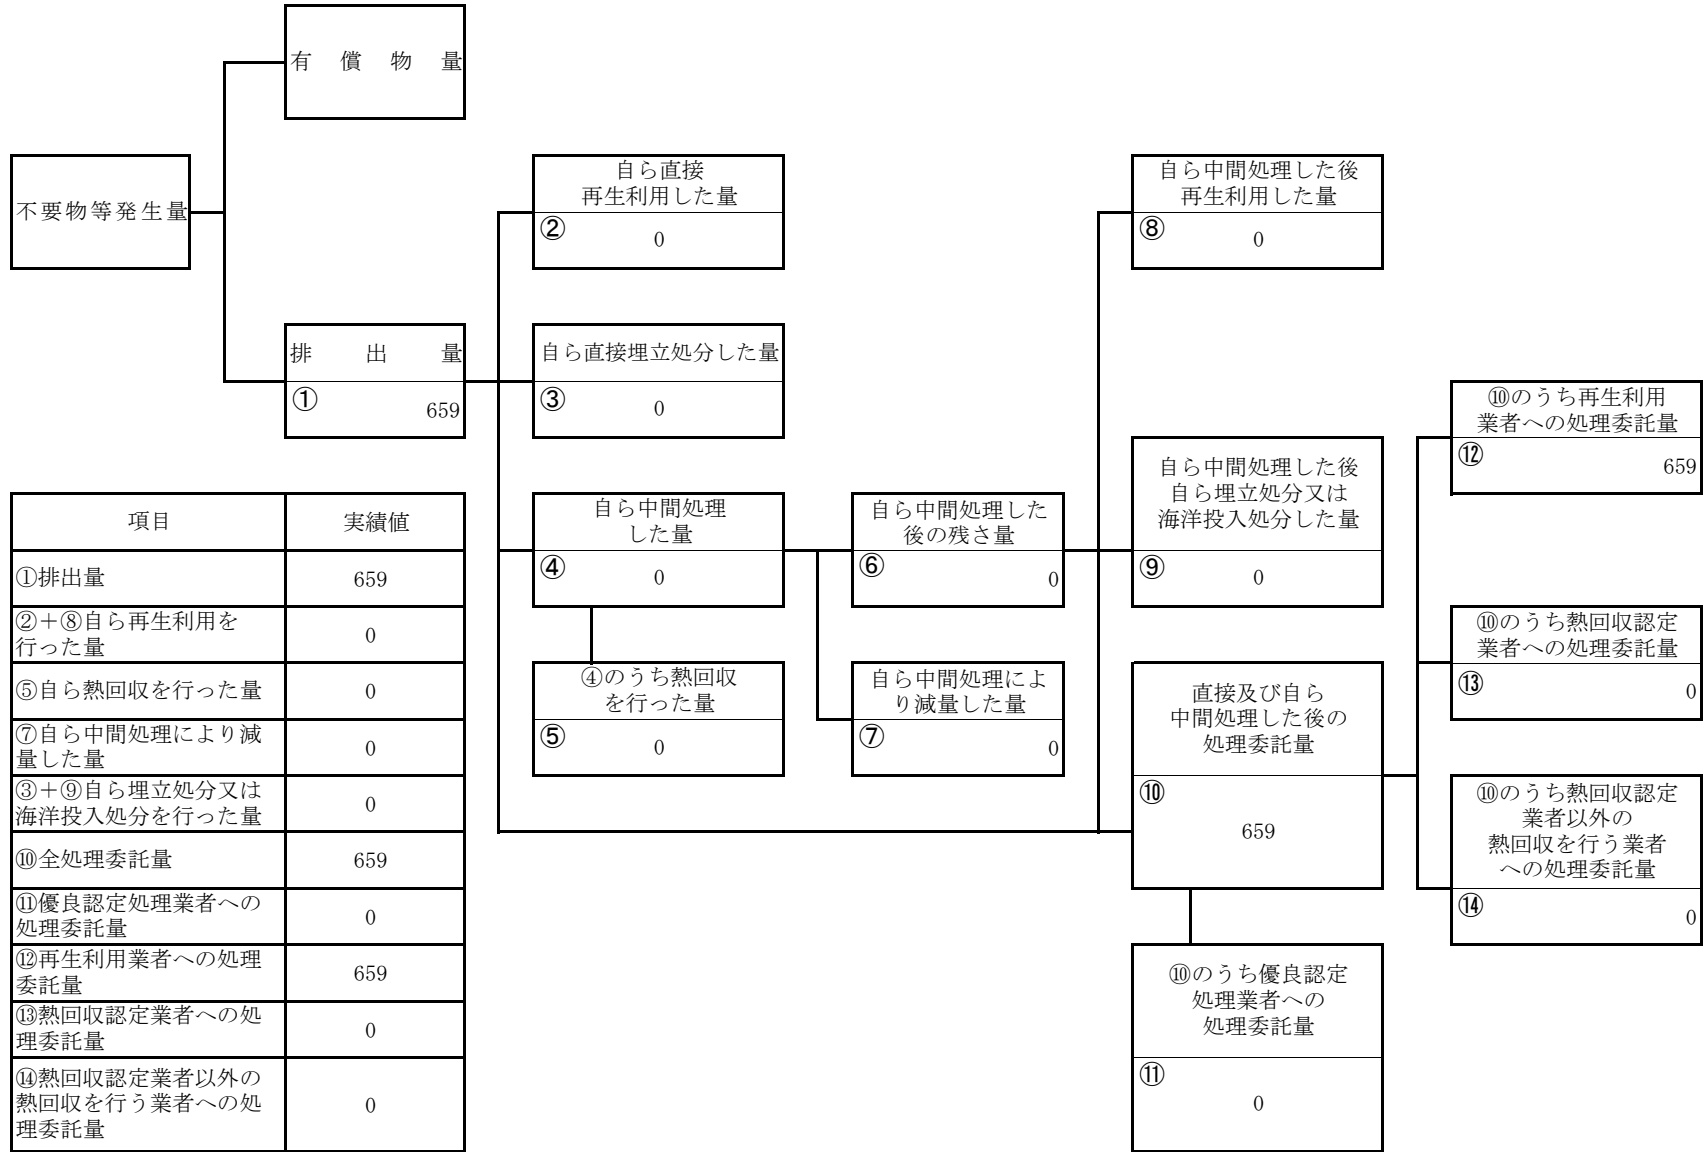 有償物量
不要物等発生量
自ら直接
再生利用した量
②
0
自ら中間処理した後
再生利用した量
⑧
0
排出量
①
659
自ら直接埋立処分した量
③
0
⑩のうち再生利用
業者への処理委託量
⑫
659
自ら中間処理
した量
④
0
自ら中間処理した
後の残さ量
⑥
0
自ら中間処理した後
自ら埋立処分又は
海洋投入処分した量
⑨
0
⑩のうち熱回収認定
業者への処理委託量
⑬
0
④のうち熱回収
を行った量
⑤
0
自ら中間処理によ
り減量した量
⑦
0
直接及び自ら
中間処理した後の
処理委託量
⑩
659
⑩のうち熱回収認定
業者以外の
熱回収を行う業者
への処理委託量
⑭
0
⑩のうち優良認定
処理業者への
処理委託量
⑪
0
項目 実績値
①排出量 659
②＋⑧自ら再生利用を
行った量 0
⑤自ら熱回収を行った量 0
⑦自ら中間処理により減
量した量 0
③＋⑨自ら埋立処分又は
海洋投入処分を行った量 0
⑩全処理委託量 659
⑪優良認定処理業者への
処理委託量 0
⑫再生利用業者への処理
委託量 659
⑬熱回収認定業者への処
理委託量 0
⑭熱回収認定業者以外の
熱回収を行う業者への処
理委託量 0